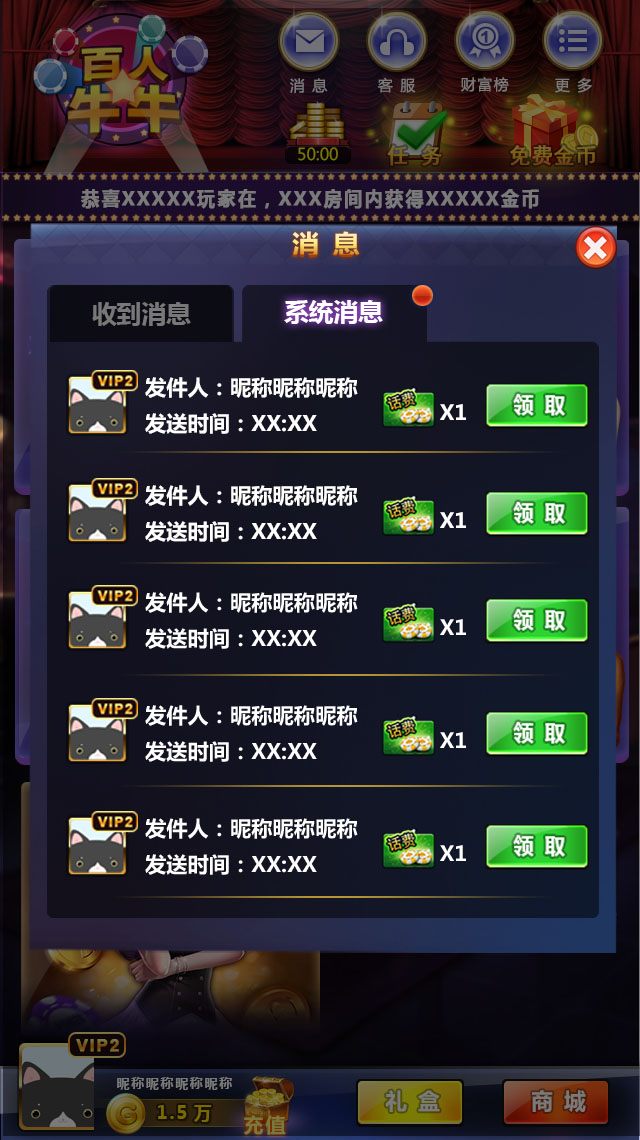 百人
牛牛
消息
客服
财富榜
更多
50:00
任务
免费金币
恭喜XXXXX玩家在，XXX房间内获得XXXXX金币
消 息
收到消息
系统消息
VIP2
发件人：昵称昵称昵称
发送时间：XX:XX
话费
X1
领 取
VIP2
发件人：昵称昵称昵称
发送时间：XX:XX
话费
X1
领 取
VIP2
发件人：昵称昵称昵称
发送时间：XX:XX
话费
X1
领 取
VIP2
发件人：昵称昵称昵称
发送时间：XX:XX
话费
X1
领 取
VIP2
发件人：昵称昵称昵称
发送时间：XX:XX
话费
X1
领 取
VIP2
昵称昵称昵称昵称
1.5 万
充值
礼 盒
商 城